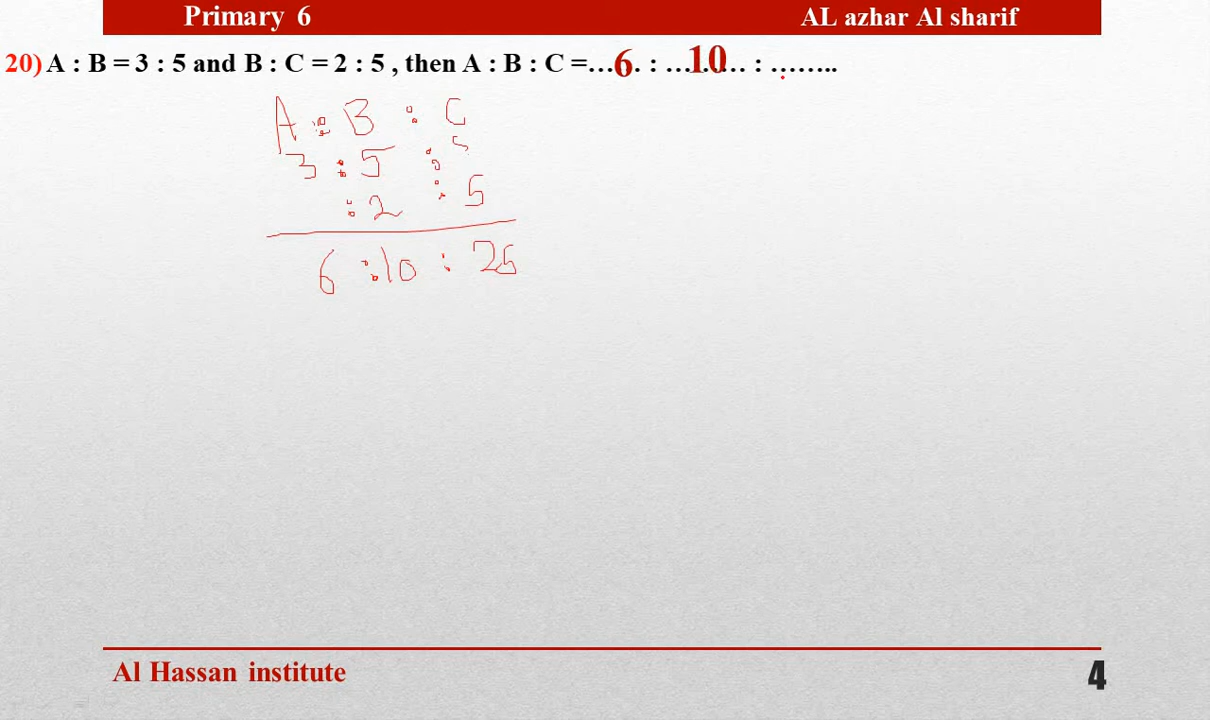 Primary 6 AL azhar Al sharif
20) A : B = 3 : 5 and B : C = 2 : 5 , then A : B : C =…6. : …10… : ……..
A : B : C
3 : 5 :
: 2 : 5
6 : 10 : 25
Al Hassan institute 4